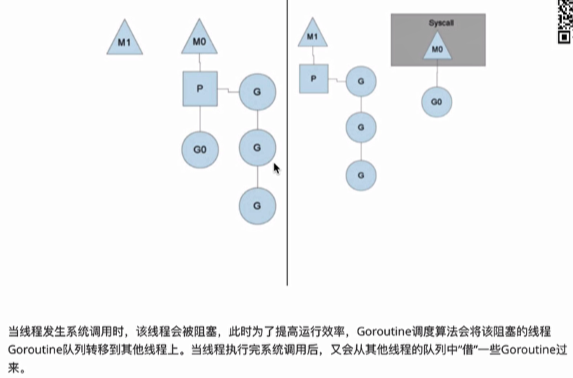 M1
M0
P
G
G0
G
G
M1
P
G
G
G
Syscall
M0
G0
当线程发生系统调用时，该线程会被阻塞，此时为了提高运行效率，Goroutine调度算法会将该阻塞的线程
Goroutine队列转移到其他线程上。当线程执行完系统调用后，又会从其他线程的队列中“借”一些Goroutine过
来。